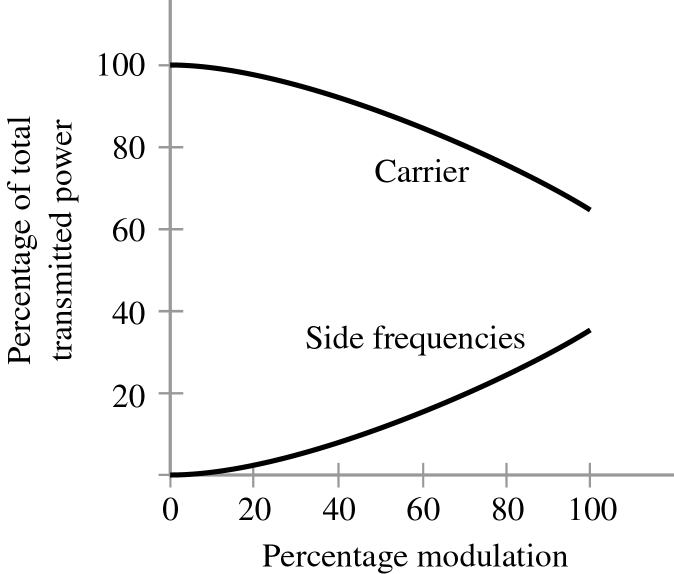 Percentage of total
transmitted power
100
80
60
40
20
Carrier
Side frequencies
0 20 40 60 80 100
Percentage modulation